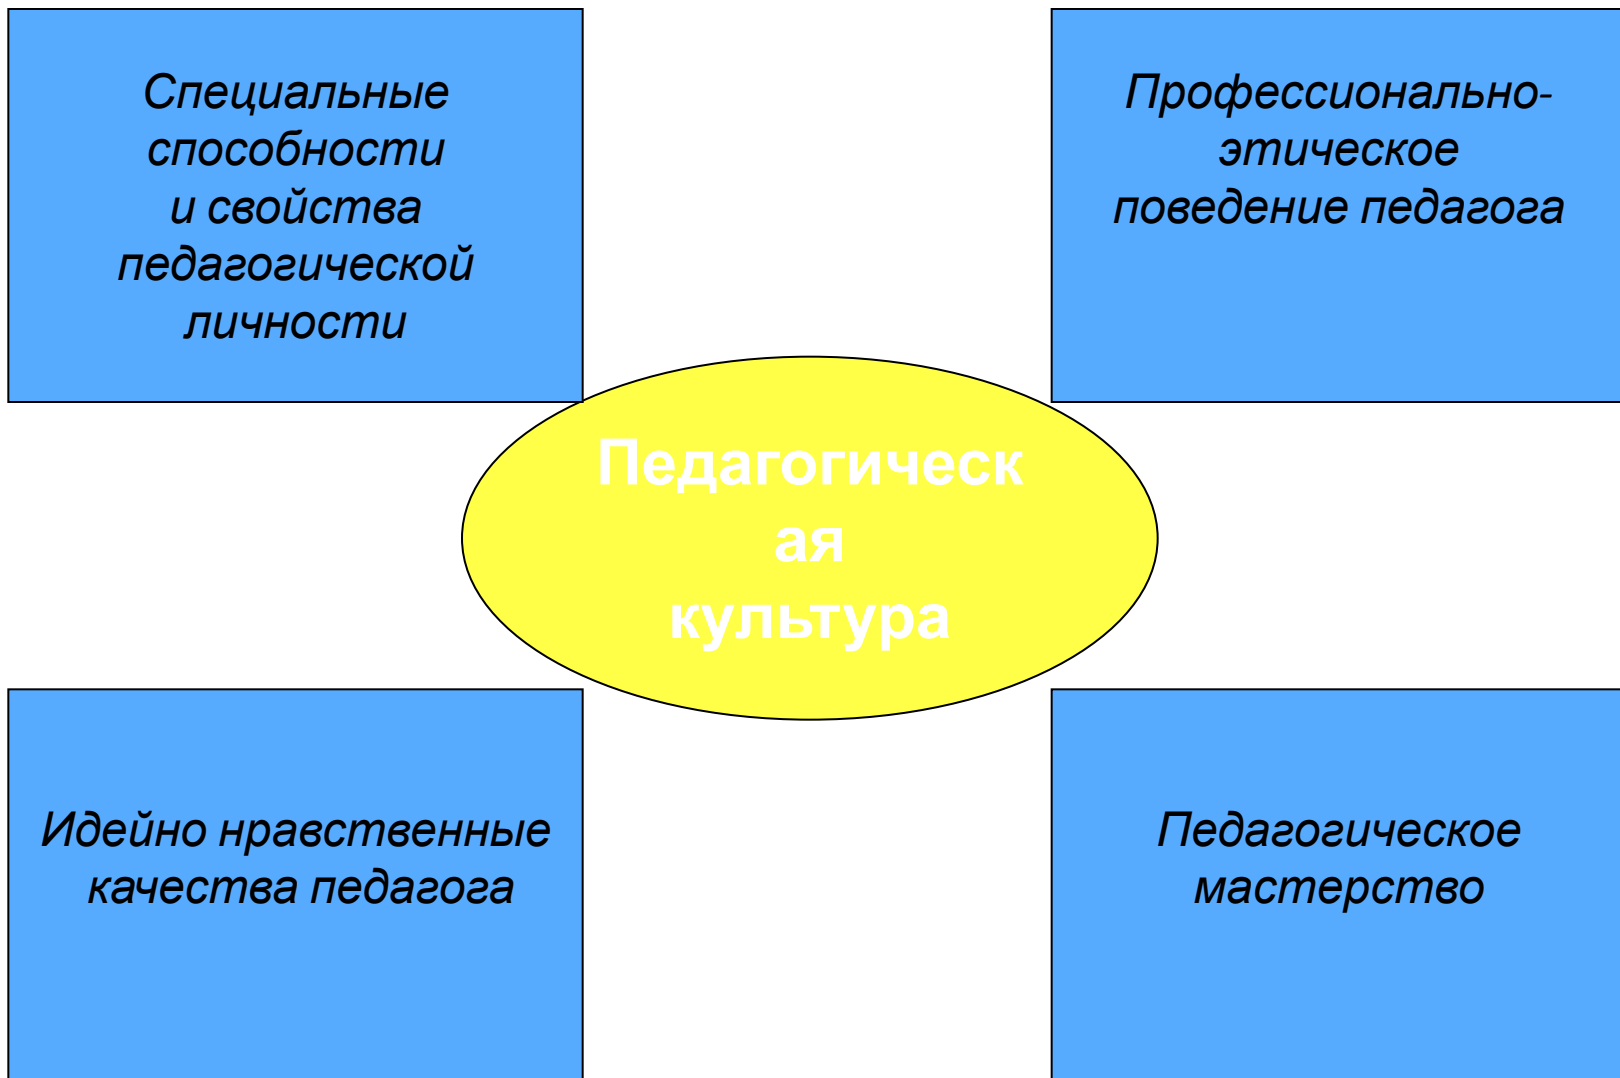 Специальные
способности
и свойства
педагогической
личности
Профессионально-
этическое
поведение педагога
Педагогическ
ая
культура
Идейно нравственные
качества педагога
Педагогическое
мастерство